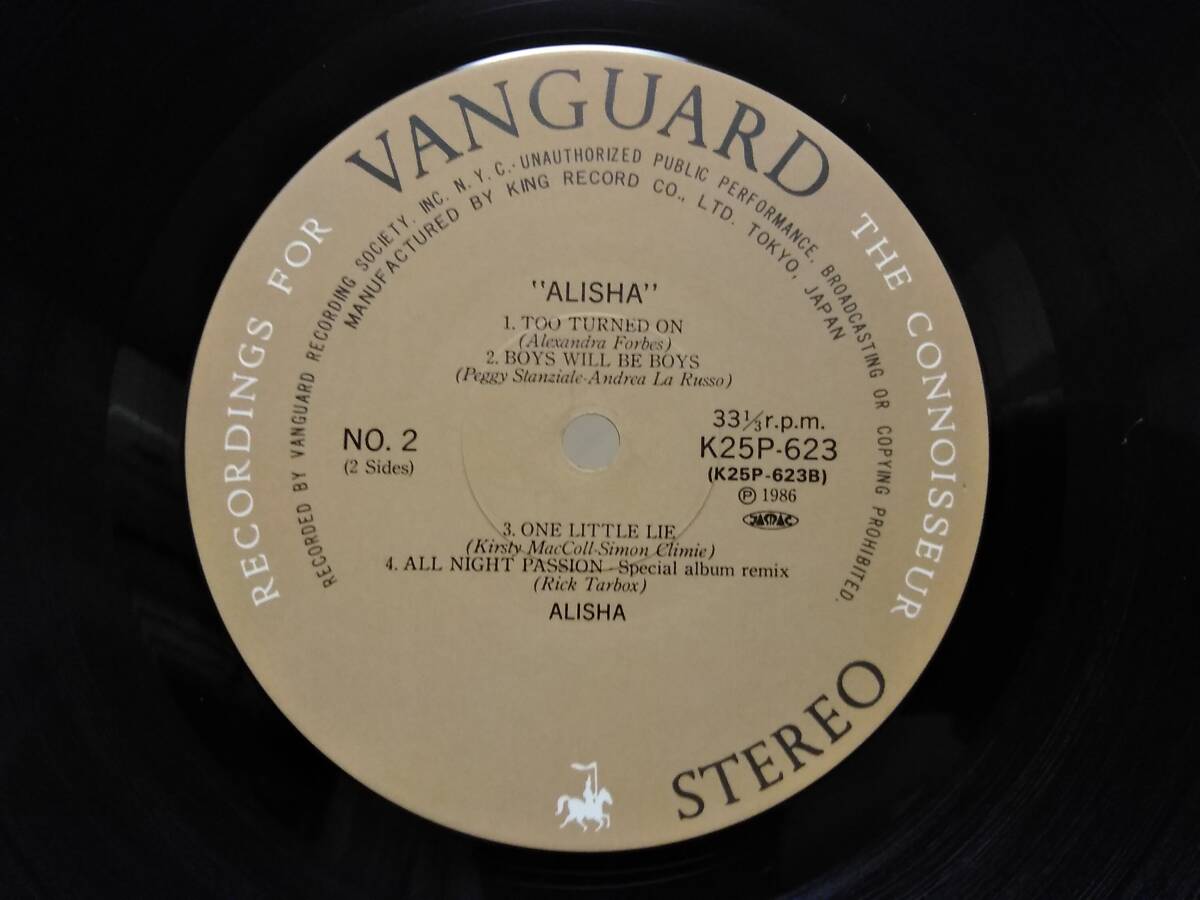 VANGUARD
RECORDINGS FOR THE CONNOISSEUR
RECORDED BY VANGUARD RECORDING SOCIETY, INC. N.Y.C.·UNAUTHORIZED PUBLIC PERFORMANCE, BROADCASTING OR COPYING PROHIBITED.
MANUFACTURED BY KING RECORD CO., LTD. TOKYO, JAPAN
"ALISHA"
1. TOO TURNED ON
(Alexandra Forbes)
2. BOYS WILL BE BOYS
(Peggy Stanziale-Andrea La Russo)
NO. 2
(2 Sides)
33⅓r.p.m.
K25P-623
(K25P-623B)
Ⓟ 1986
JASRAC
3. ONE LITTLE LIE
(Kirsty MacColl-Simon Climie)
4. ALL NIGHT PASSION-Special album remix
(Rick Tarbox)
ALISHA
STEREO